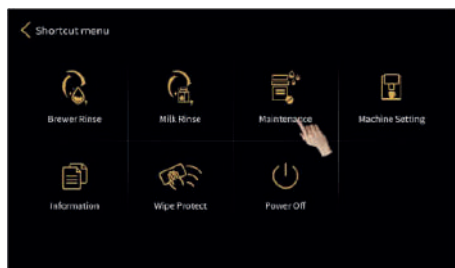 Shortcut menu
Brewer Rinse
Milk Rinse
Maintenance
Machine Setting
Information
Wipe Protect
Power Off